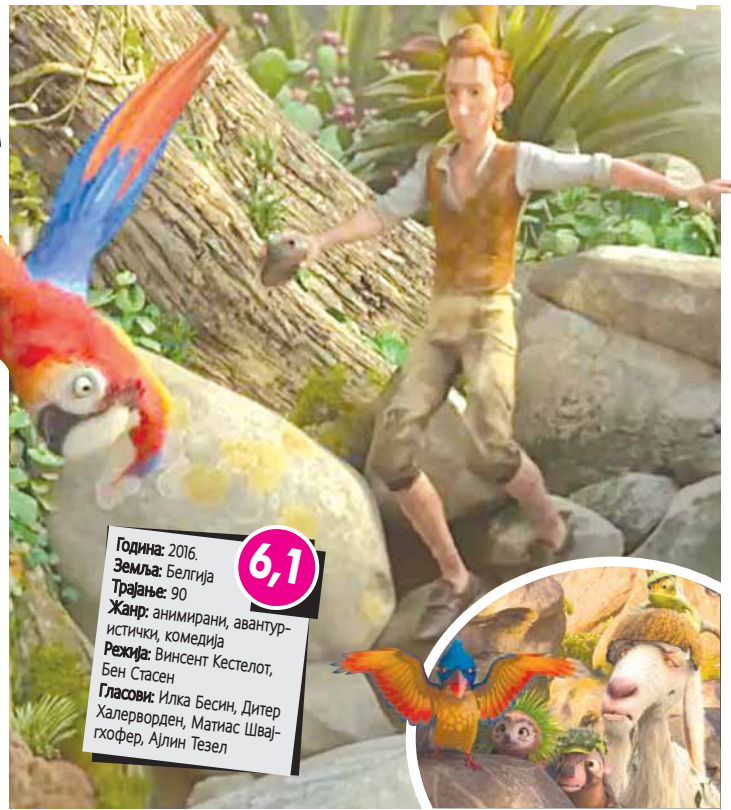 Година: 2016.
Земља: Белгија
Трајање: 90
Жанр: анимирани, авантур-
истички, комедија
Режија: Винсент Кестелот,
Бен Стасен
Гласови: Илка Бесин, Дитер
Халерворден, Матиас Швај-
гхофер, Ајлин Тезел
6,1